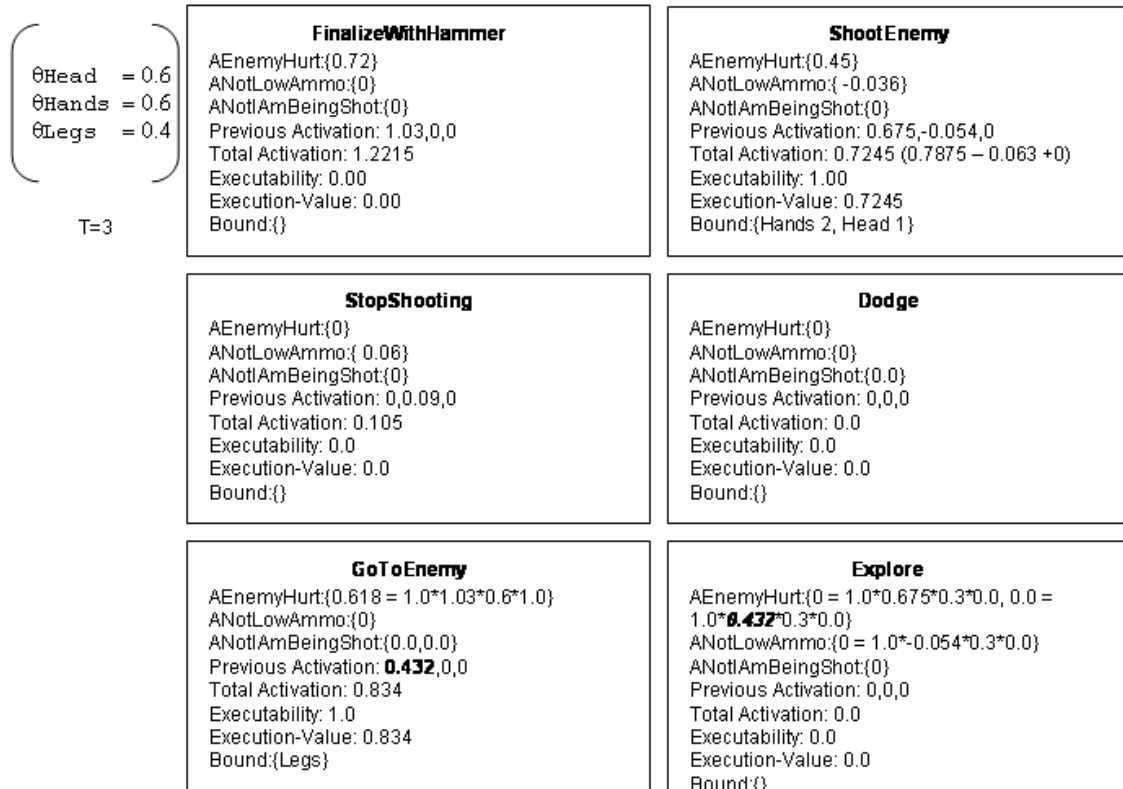 θHead = 0.6
θHands = 0.6
θLegs = 0.4
T=3
FinalizeWithHammer
AEnemyHurt:{0.72}
ANotLowAmmo:{0}
ANotIAmBeingShot:{0}
Previous Activation: 1.03,0,0
Total Activation: 1.2215
Executability: 0.00
Execution-Value: 0.00
Bound:{}
ShootEnemy
AEnemyHurt:{0.45}
ANotLowAmmo:{ -0.036}
ANotIAmBeingShot:{0}
Previous Activation: 0.675,-0.054,0
Total Activation: 0.7245 (0.7875 – 0.063 +0)
Executability: 1.00
Execution-Value: 0.7245
Bound:{Hands 2, Head 1}
StopShooting
AEnemyHurt:{0}
ANotLowAmmo:{ 0.06}
ANotIAmBeingShot:{0}
Previous Activation: 0,0.09,0
Total Activation: 0.105
Executability: 0.0
Execution-Value: 0.0
Bound:{}
Dodge
AEnemyHurt:{0}
ANotLowAmmo:{0}
ANotIAmBeingShot:{0.0}
Previous Activation: 0,0,0
Total Activation: 0.0
Executability: 0.0
Execution-Value: 0.0
Bound:{}
GoToEnemy
AEnemyHurt:{0.618 = 1.0*1.03*0.6*1.0}
ANotLowAmmo:{0}
ANotIAmBeingShot:{0.0,0.0}
Previous Activation: 0.432,0,0
Total Activation: 0.834
Executability: 1.0
Execution-Value: 0.834
Bound:{Legs}
Explore
AEnemyHurt:{0 = 1.0*0.675*0.3*0.0, 0.0 =
1.0*0.432*0.3*0.0}
ANotLowAmmo:{0 = 1.0*-0.054*0.3*0.0}
ANotIAmBeingShot:{0}
Previous Activation: 0,0,0
Total Activation: 0.0
Executability: 0.0
Execution-Value: 0.0
Bound:{}